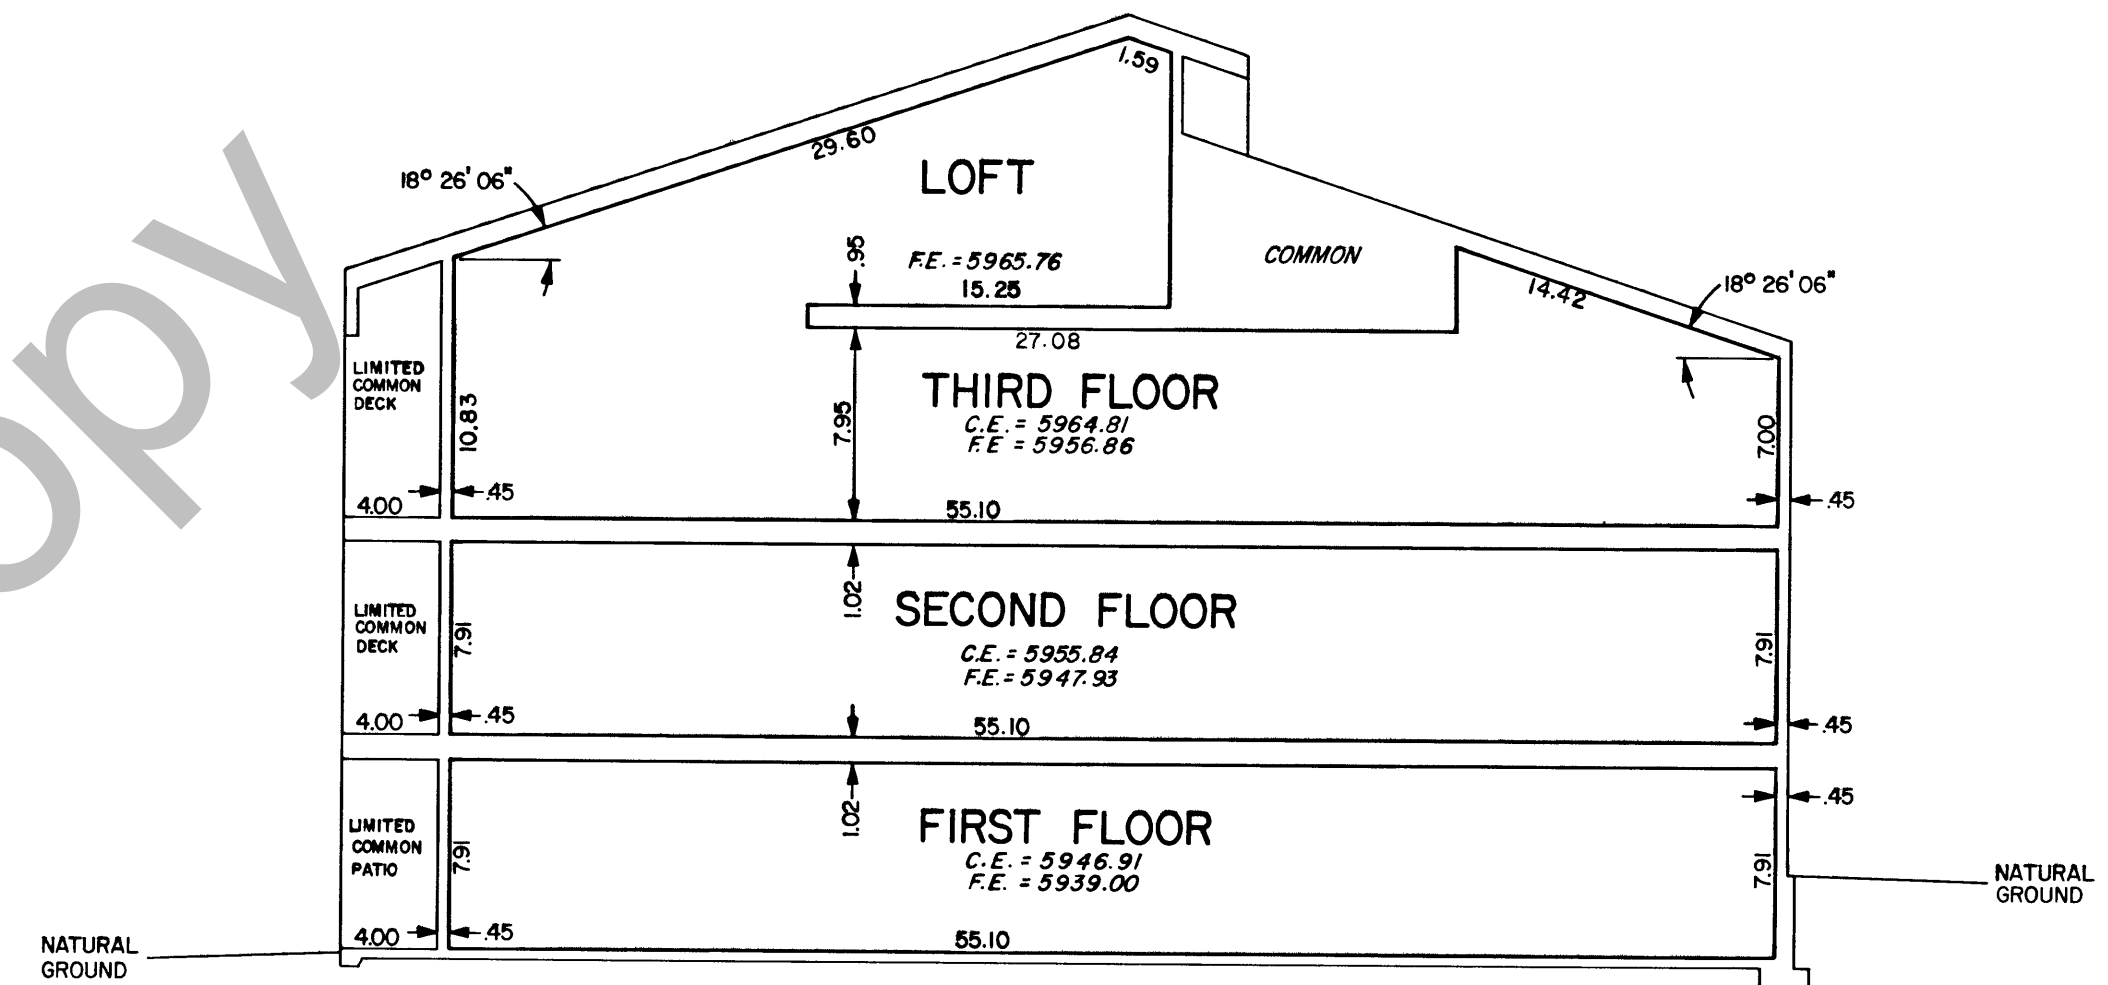 1.59
29.60
18° 26' 06"
LOFT
.95
F.E. = 5965.76
15.25
COMMON
14.42
18° 26' 06"
27.08
LIMITED
COMMON
DECK
10.83
7.95
THIRD FLOOR
C.E. = 5964.81
F.E = 5956.86
7.00
4.00
.45
55.10
.45
LIMITED
COMMON
DECK
7.91
1.02
SECOND FLOOR
C.E. = 5955.84
F.E. = 5947.93
7.91
4.00
.45
55.10
.45
.45
LIMITED
COMMON
PATIO
7.91
1.02
FIRST FLOOR
C.E. = 5946.91
F.E. = 5939.00
7.91
NATURAL
GROUND
4.00
.45
55.10
NATURAL
GROUND
opy